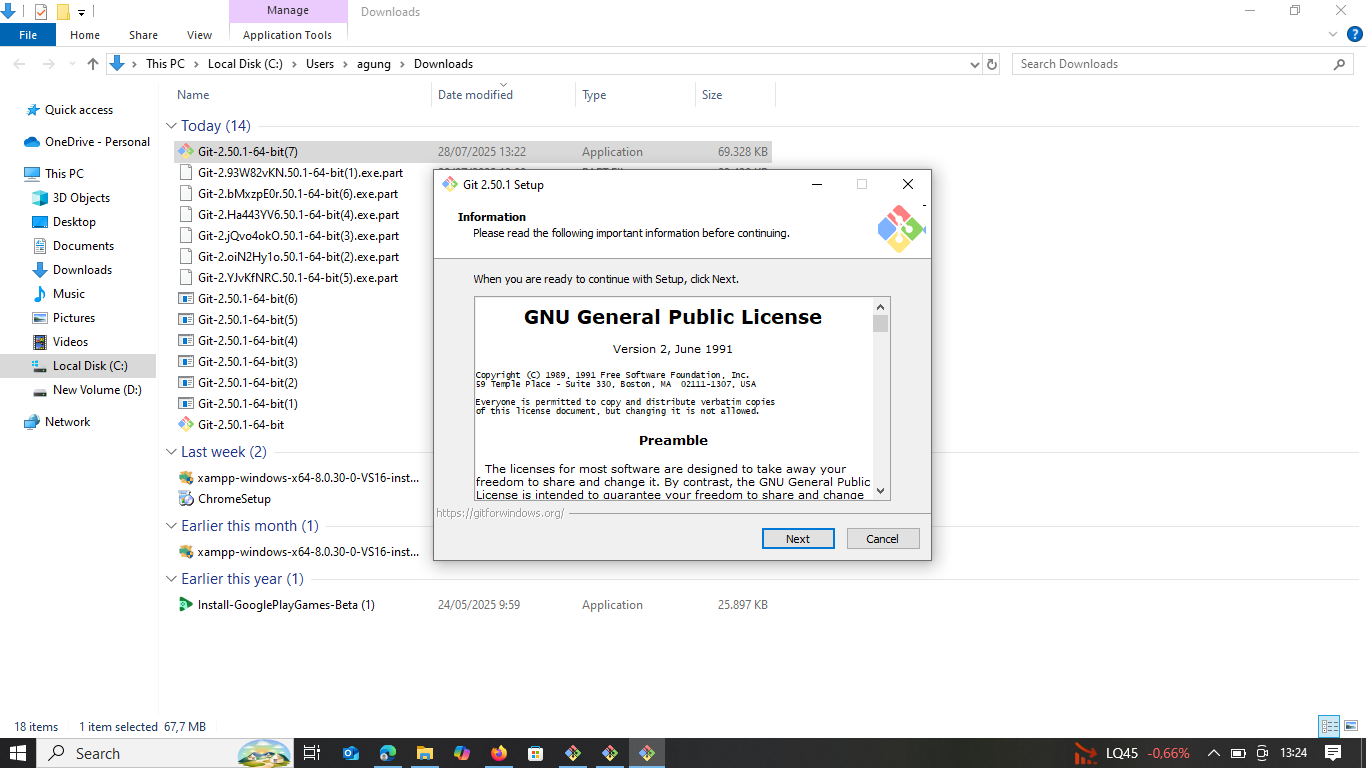 Manage
Downloads
File
Home
Share
View
Application Tools
This PC
Local Disk (C:)
Users
agung
Downloads
Search Downloads
Name
Date modified
Type
Size
Quick access
OneDrive - Personal
This PC
3D Objects
Desktop
Documents
Downloads
Music
Pictures
Videos
Local Disk (C:)
New Volume (D:)
Network
Today (14)
Git-2.50.1-64-bit(7) 28/07/2025 13:22 Application 69.328 KB
Git-2.93W82vKN.50.1-64-bit(1).exe.part
Git-2.bMxzpE0r.50.1-64-bit(6).exe.part
Git-2.Ha443YV6.50.1-64-bit(4).exe.part
Git-2.jQvo4okO.50.1-64-bit(3).exe.part
Git-2.oiN2Hy1o.50.1-64-bit(2).exe.part
Git-2.YJvKfNRC.50.1-64-bit(5).exe.part
Git-2.50.1-64-bit(6)
Git-2.50.1-64-bit(5)
Git-2.50.1-64-bit(4)
Git-2.50.1-64-bit(3)
Git-2.50.1-64-bit(2)
Git-2.50.1-64-bit(1)
Git-2.50.1-64-bit
Last week (2)
xampp-windows-x64-8.0.30-0-VS16-inst...
ChromeSetup
Earlier this month (1)
xampp-windows-x64-8.0.30-0-VS16-inst...
Earlier this year (1)
Install-GooglePlayGames-Beta (1) 24/05/2025 9:59 Application 25.897 KB
Git 2.50.1 Setup
Information
Please read the following important information before continuing.
When you are ready to continue with Setup, click Next.
GNU General Public License
Version 2, June 1991
Copyright (C) 1989, 1991 Free Software Foundation, Inc.
59 Temple Place - Suite 330, Boston, MA  02111-1307, USA
Everyone is permitted to copy and distribute verbatim copies
of this license document, but changing it is not allowed.
Preamble
The licenses for most software are designed to take away your
freedom to share and change it. By contrast, the GNU General Public
License is intended to guarantee your freedom to share and change
https://gitforwindows.org/
Next
Cancel
18 items
1 item selected 67,7 MB
Search
LQ45 -0,66%
13:24